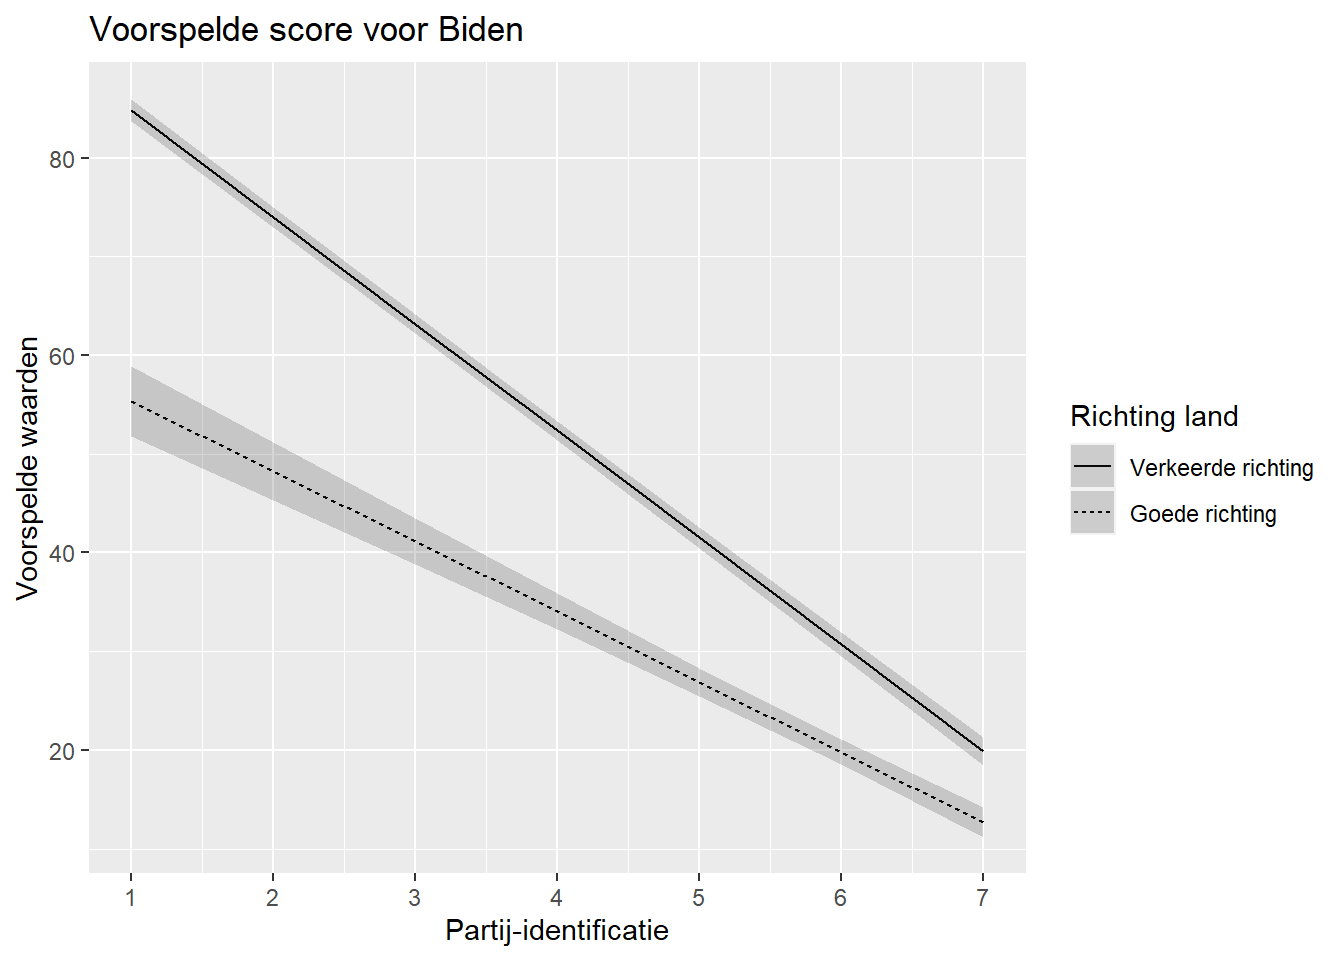 Voorspelde score voor Biden
Voorspelde waarden
80
60
40
20
1 2 3 4 5 6 7
Partij-identificatie
Richting land
Verkeerde richting
Goede richting